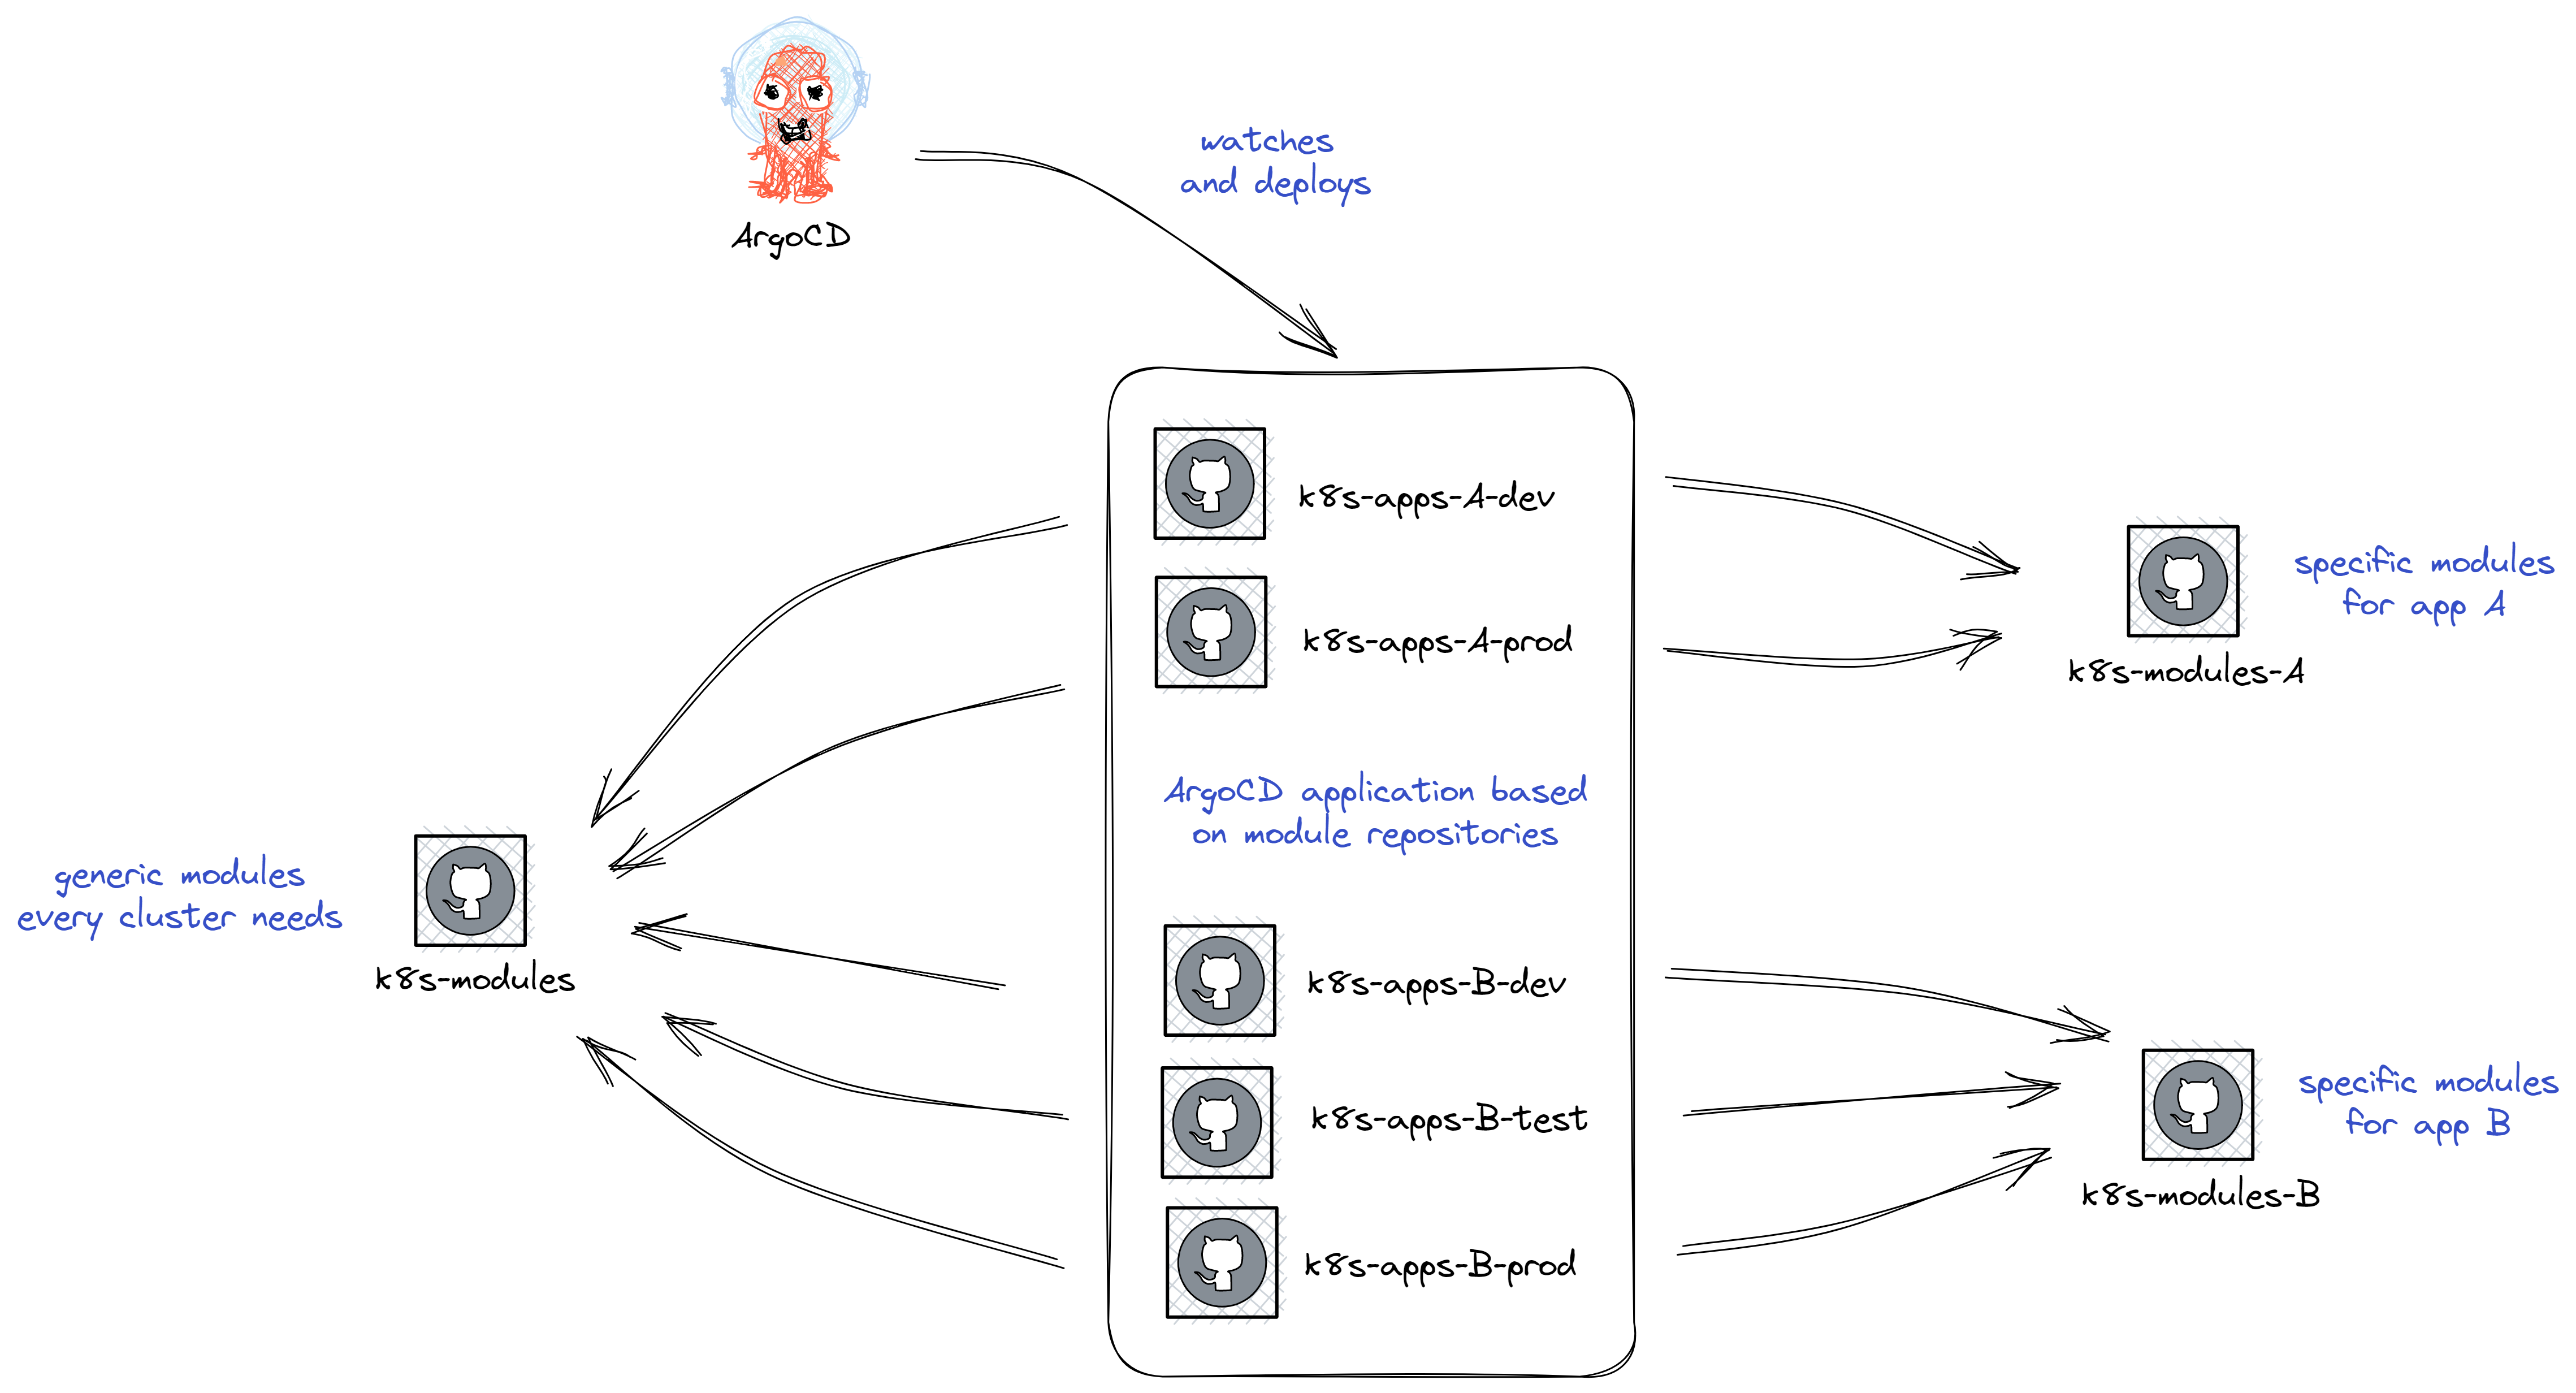 watches
and deploys
ArgoCD
k8s-apps-A-dev
k8s-apps-A-prod
specific modules
for app A
k8s-modules-A
ArgoCD application based
on module repositories
generic modules
every cluster needs
k8s-modules
k8s-apps-B-dev
k8s-apps-B-test
k8s-apps-B-prod
specific modules
for app B
k8s-modules-B